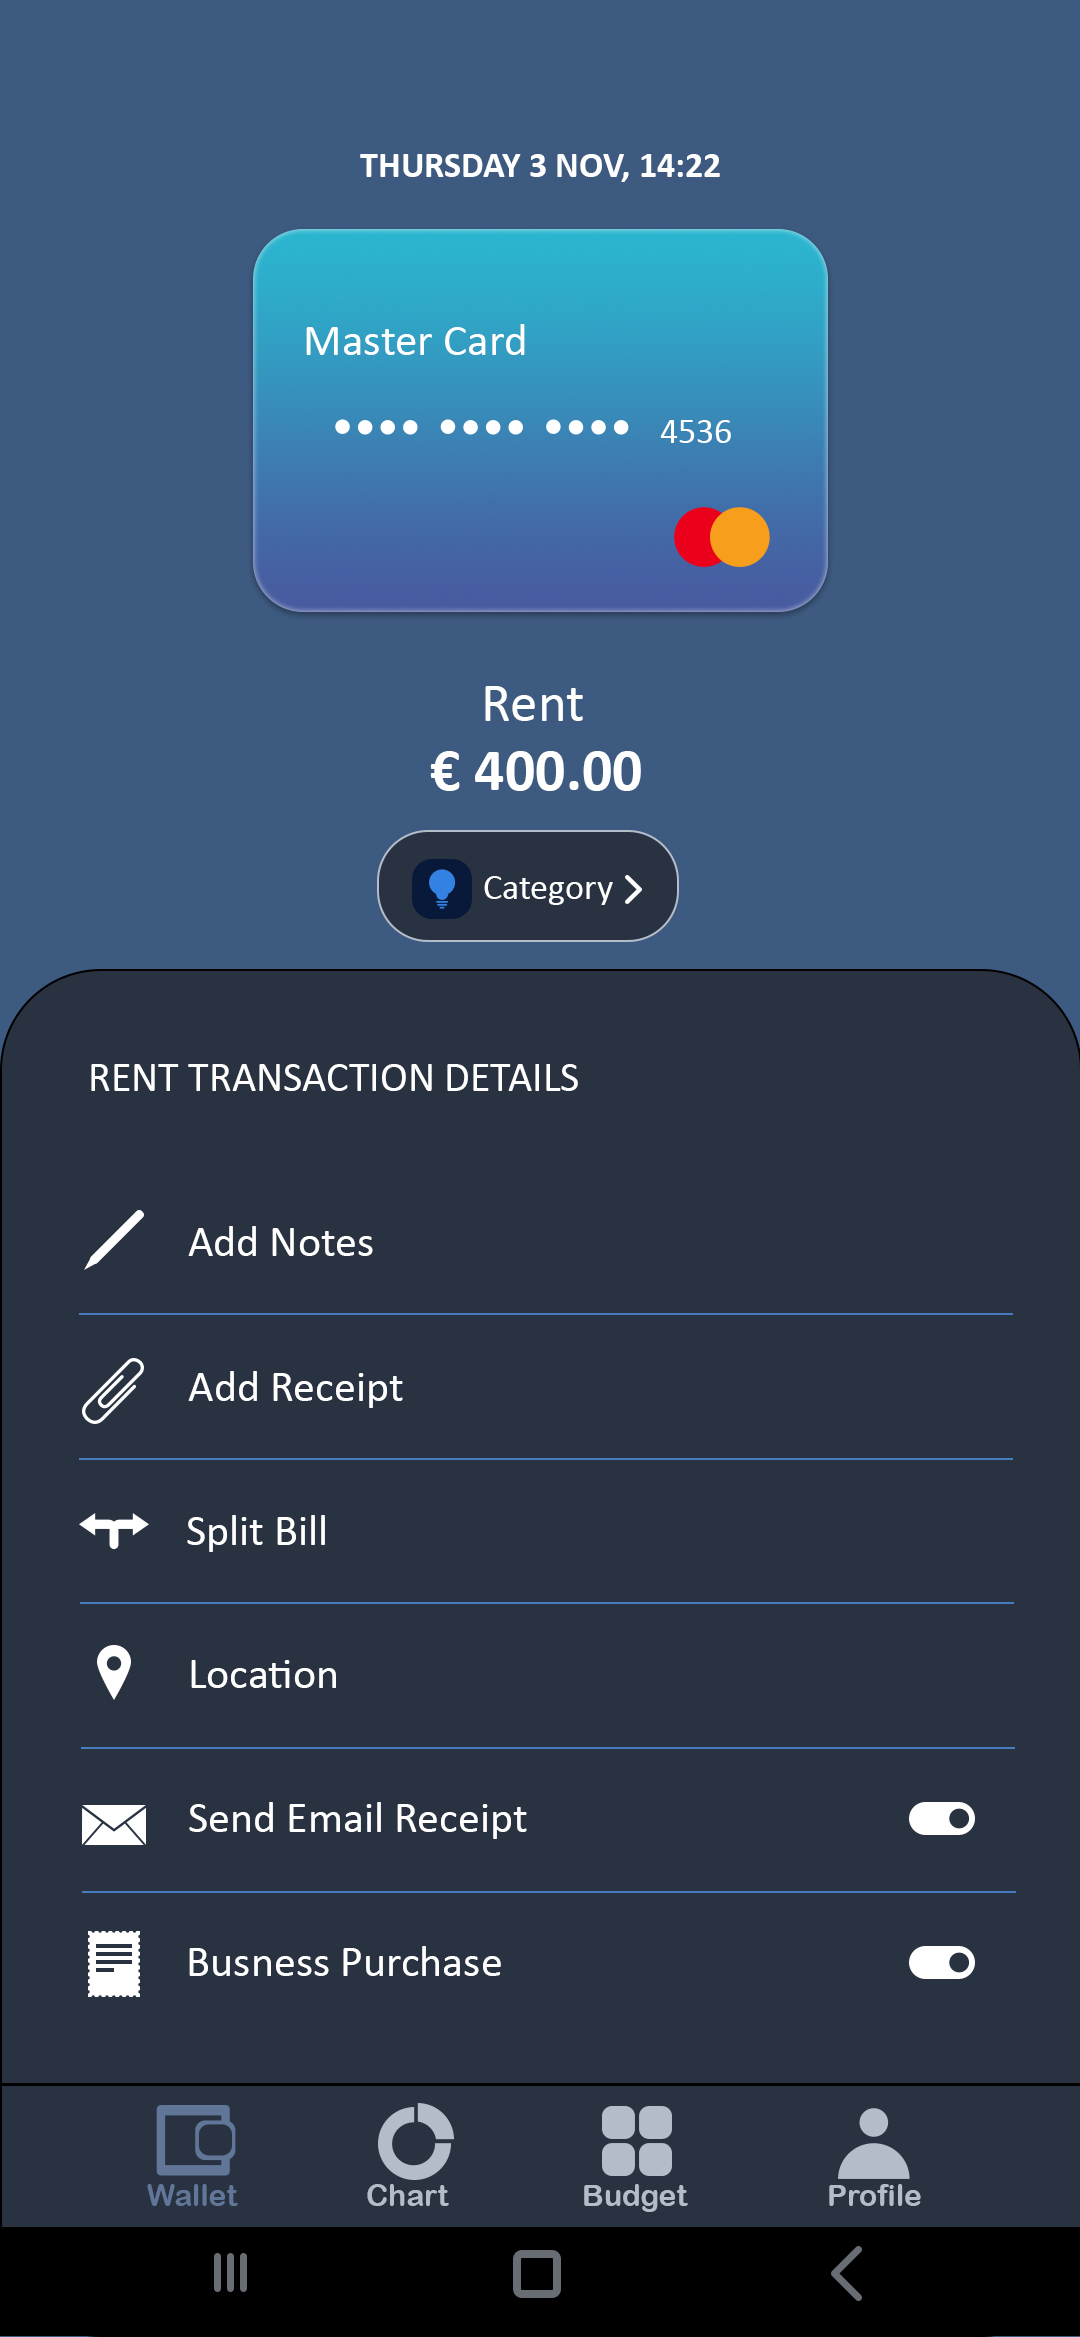 THURSDAY 3 NOV, 14:22
Master Card
•••• •••• •••• 4536
Rent
€ 400.00
Category
RENT TRANSACTION DETAILS
Add Notes
Add Receipt
Split Bill
Location
Send Email Receipt
Busness Purchase
Wallet Chart Budget Profile